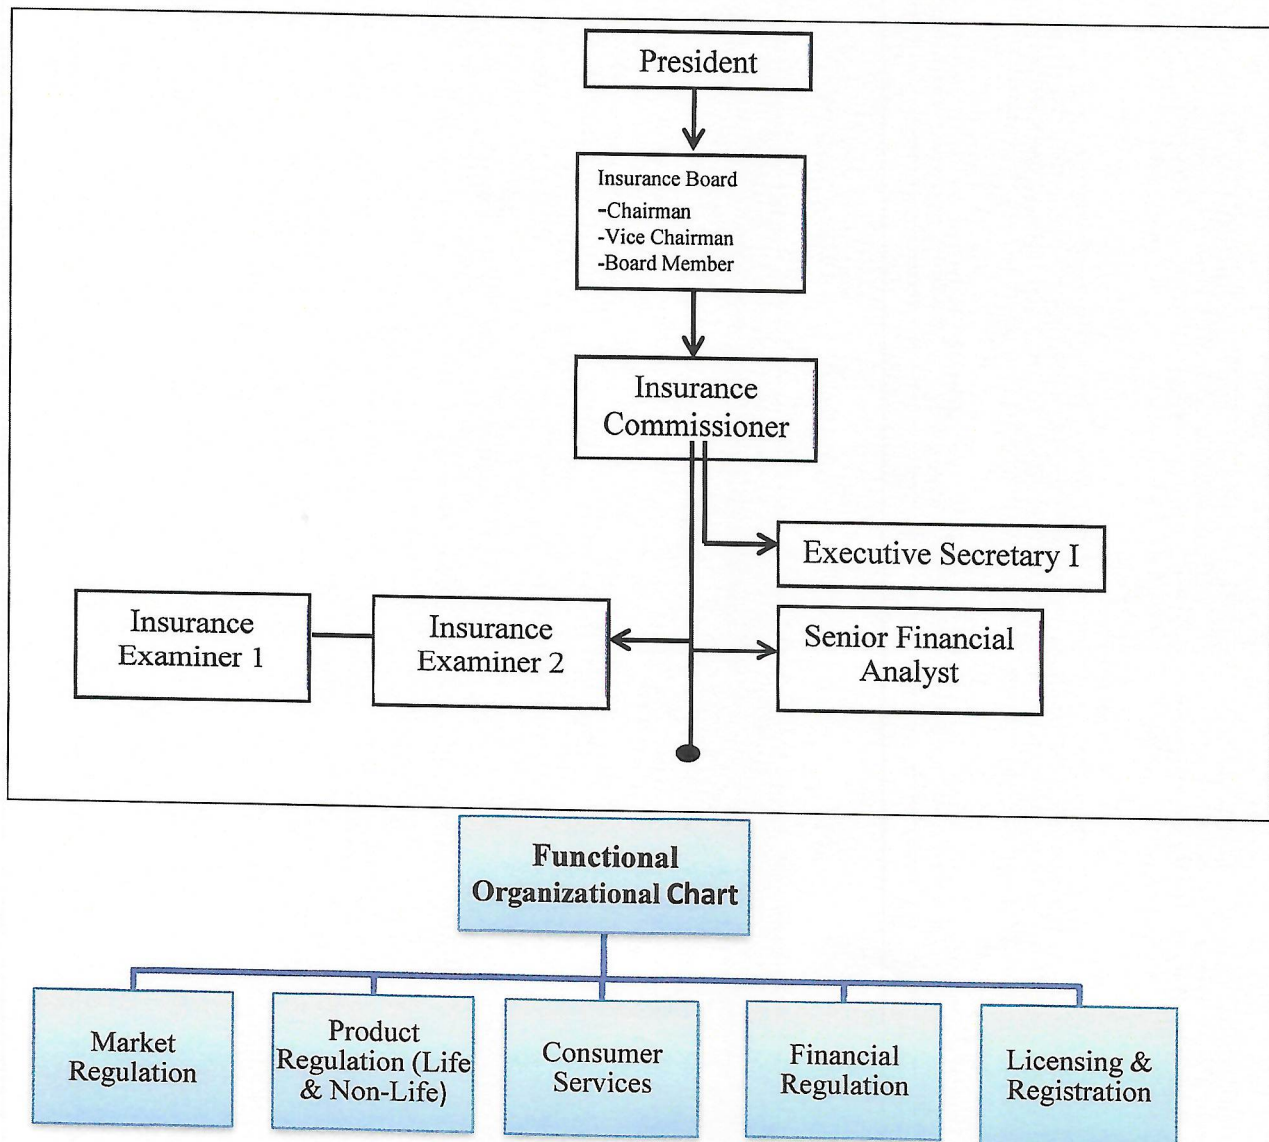 President
Insurance Board
-Chairman
-Vice Chairman
-Board Member
Insurance
Commissioner
Executive Secretary I
Insurance
Examiner 1
Insurance
Examiner 2
Senior Financial
Analyst
Functional
Organizational Chart
Market
Regulation
Product
Regulation (Life
& Non-Life)
Consumer
Services
Financial
Regulation
Licensing &
Registration